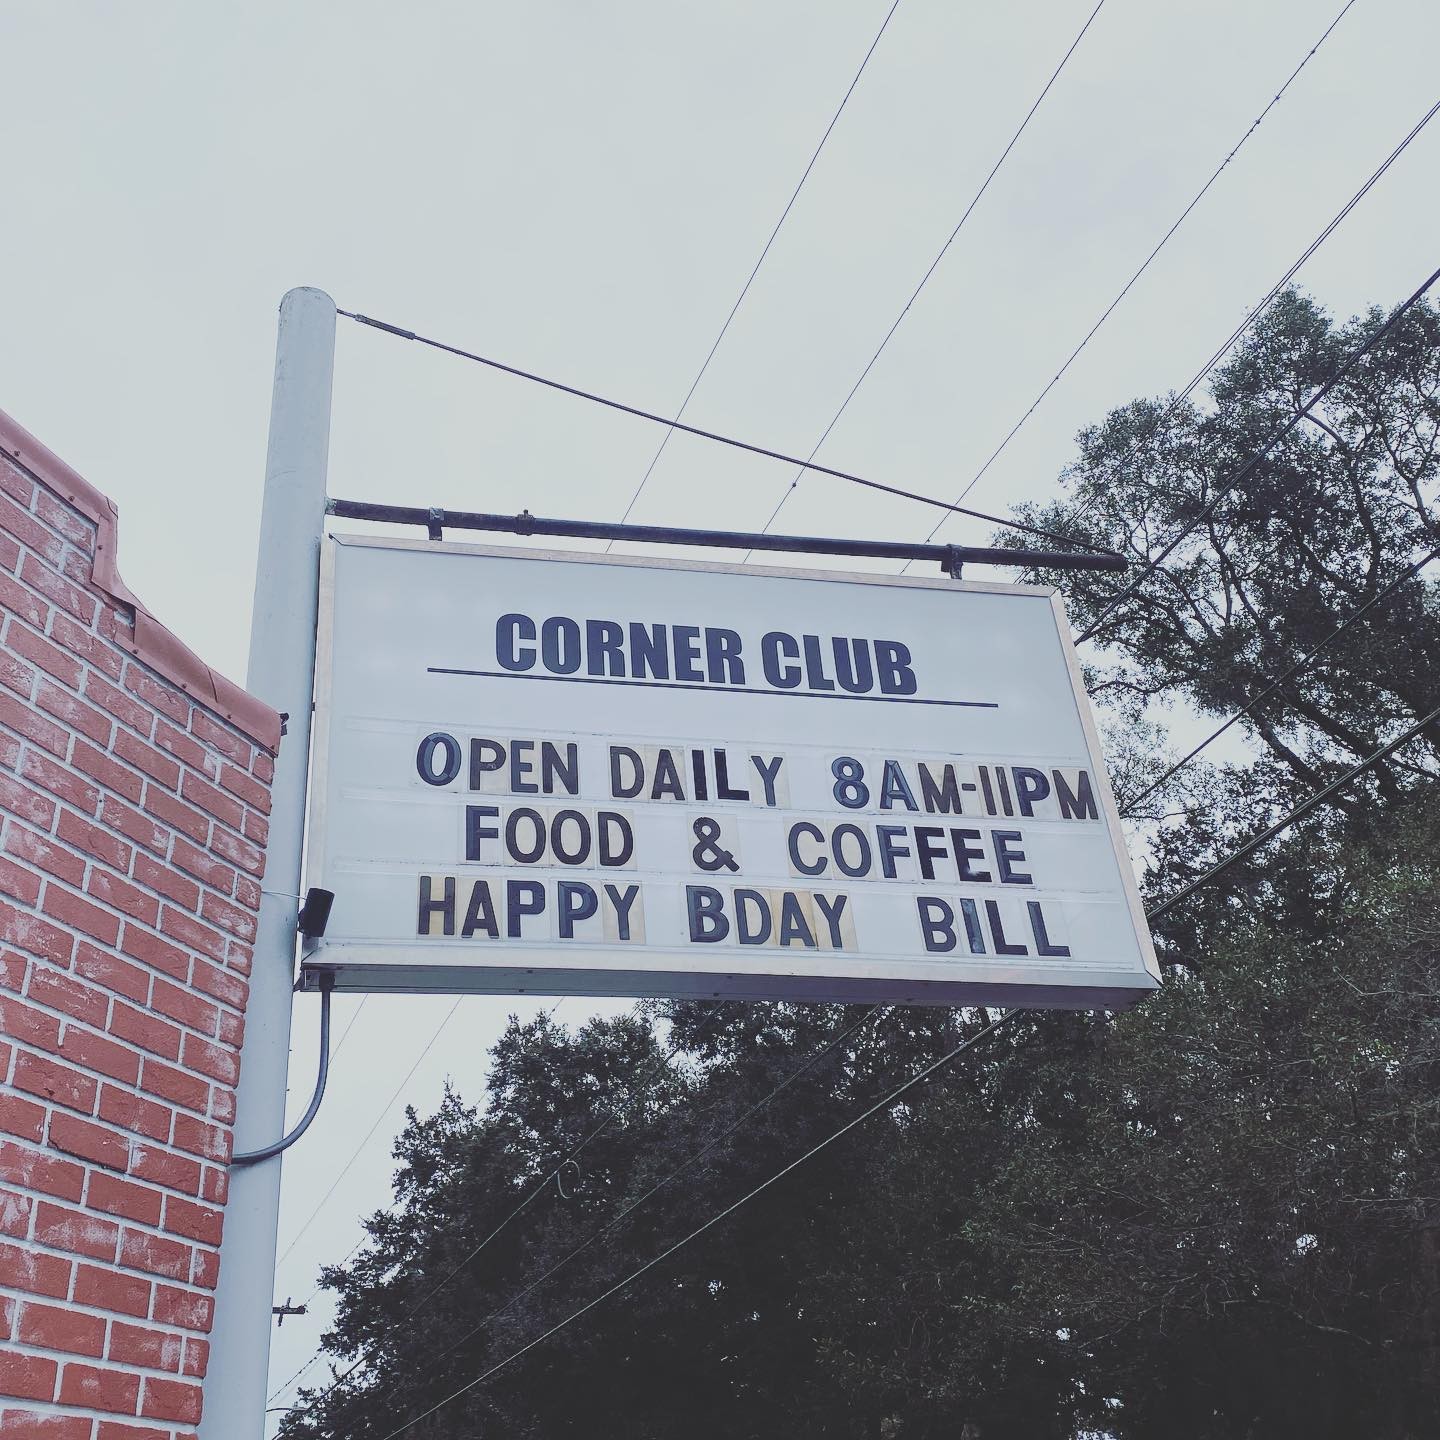 CORNER CLUB
OPEN DAILY 8AM-11PM
FOOD & COFFEE
HAPPY BDAY BILL